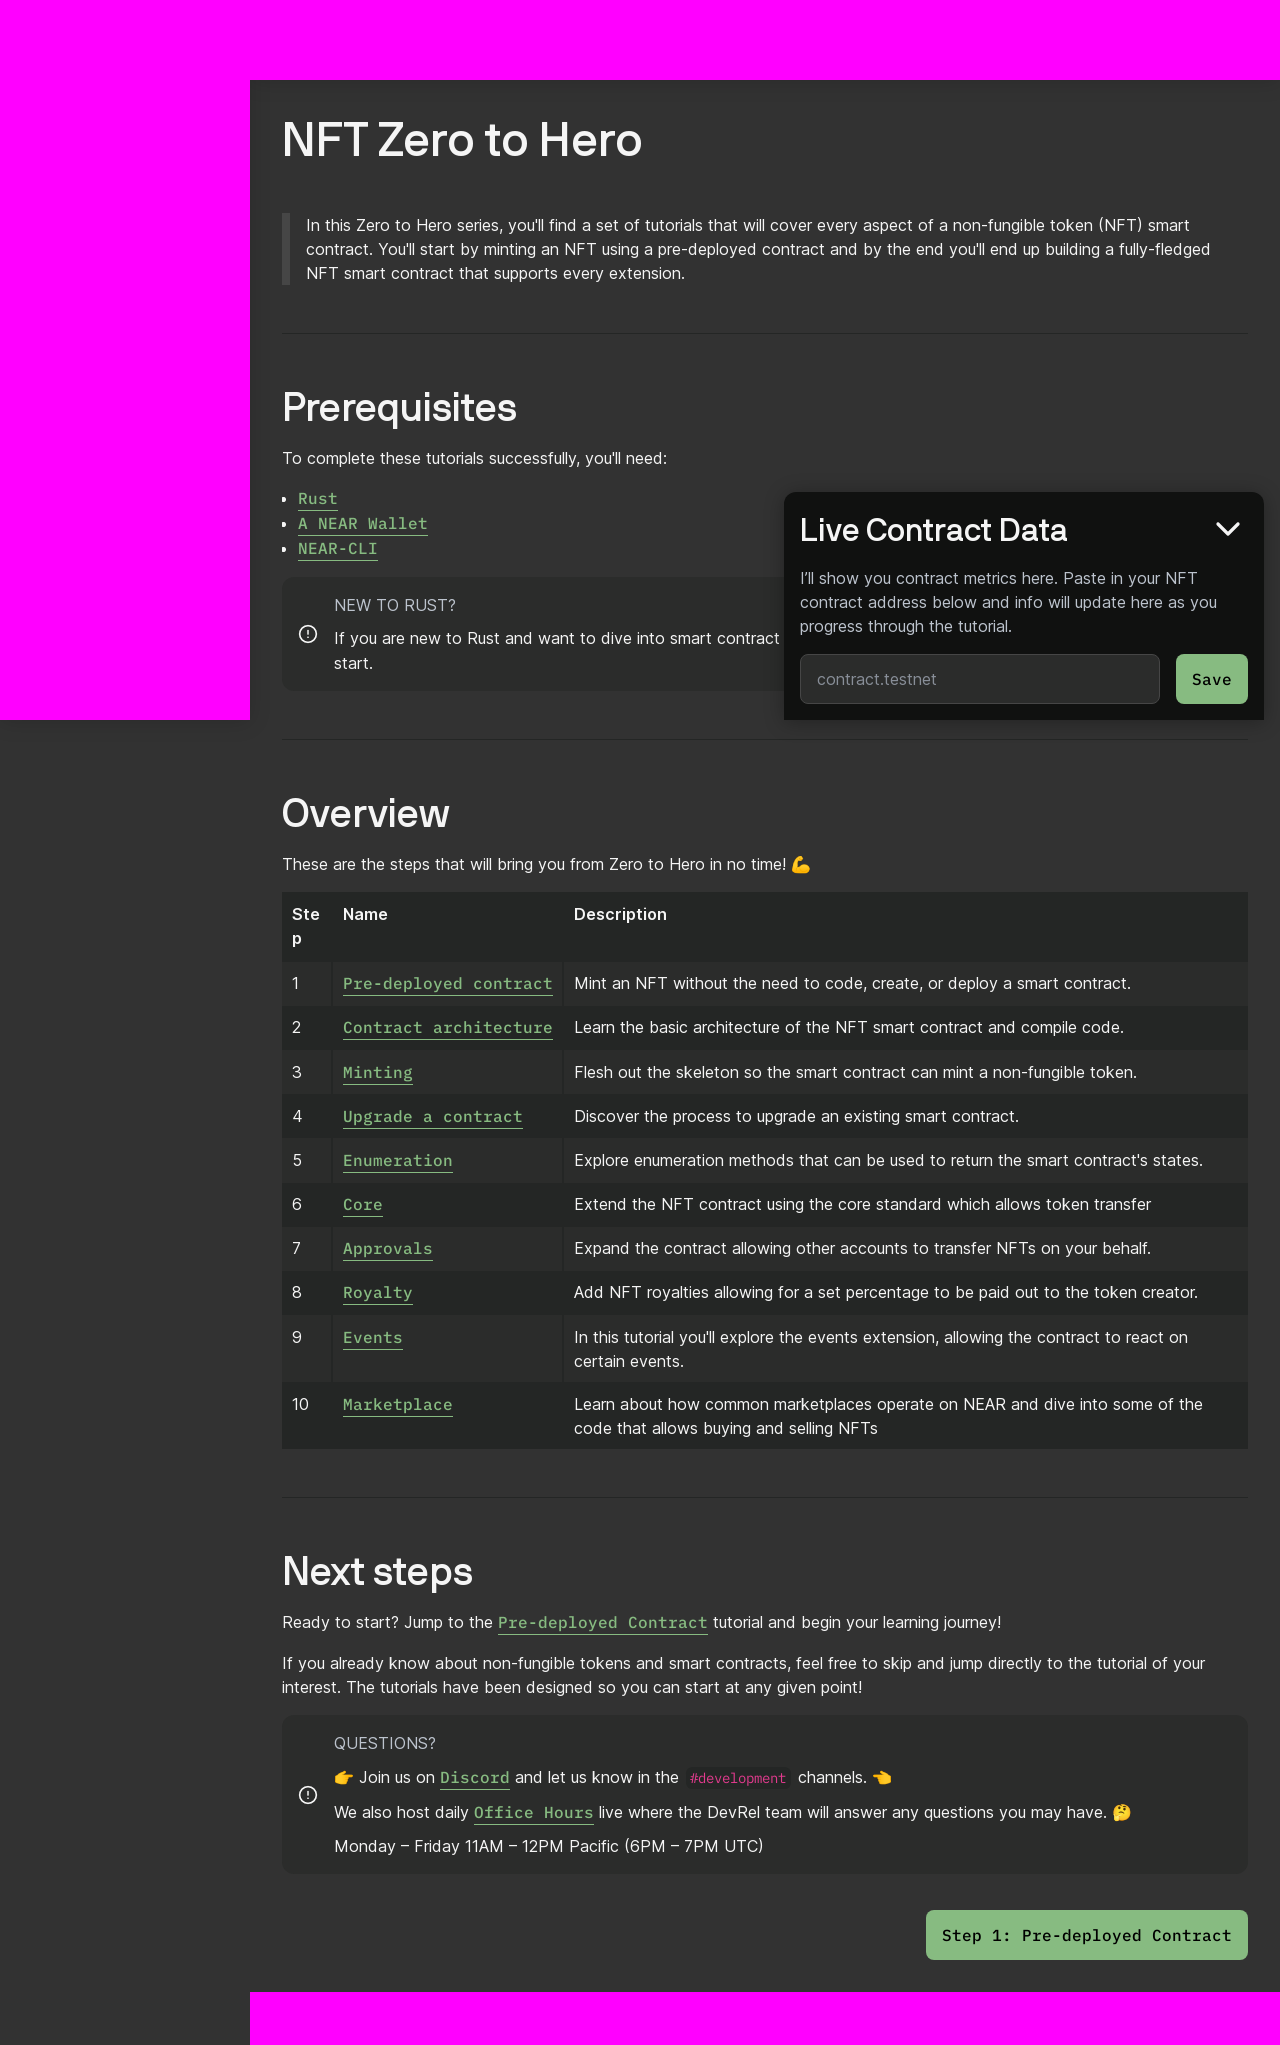 NFT Zero to Hero
In this Zero to Hero series, you'll find a set of tutorials that will cover every aspect of a non-fungible token (NFT) smart
contract. You'll start by minting an NFT using a pre-deployed contract and by the end you'll end up building a fully-fledged
NFT smart contract that supports every extension.
Prerequisites
To complete these tutorials successfully, you'll need:
• Rust
• A NEAR Wallet
• NEAR-CLI
NEW TO RUST?
If you are new to Rust and want to dive into smart contract
start.
Live Contract Data
I’ll show you contract metrics here. Paste in your NFT
contract address below and info will update here as you
progress through the tutorial.
contract.testnet
Save
Overview
These are the steps that will bring you from Zero to Hero in no time! 💪
Ste
p
Name
Description
1
Pre-deployed contract
Mint an NFT without the need to code, create, or deploy a smart contract.
2
Contract architecture
Learn the basic architecture of the NFT smart contract and compile code.
3
Minting
Flesh out the skeleton so the smart contract can mint a non-fungible token.
4
Upgrade a contract
Discover the process to upgrade an existing smart contract.
5
Enumeration
Explore enumeration methods that can be used to return the smart contract's states.
6
Core
Extend the NFT contract using the core standard which allows token transfer
7
Approvals
Expand the contract allowing other accounts to transfer NFTs on your behalf.
8
Royalty
Add NFT royalties allowing for a set percentage to be paid out to the token creator.
9
Events
In this tutorial you'll explore the events extension, allowing the contract to react on
certain events.
10
Marketplace
Learn about how common marketplaces operate on NEAR and dive into some of the
code that allows buying and selling NFTs
Next steps
Ready to start? Jump to the Pre-deployed Contract tutorial and begin your learning journey!
If you already know about non-fungible tokens and smart contracts, feel free to skip and jump directly to the tutorial of your
interest. The tutorials have been designed so you can start at any given point!
QUESTIONS?
👉 Join us on Discord and let us know in the #development channels. 👈
We also host daily Office Hours live where the DevRel team will answer any questions you may have. 🤔
Monday – Friday 11AM – 12PM Pacific (6PM – 7PM UTC)
Step 1: Pre-deployed Contract